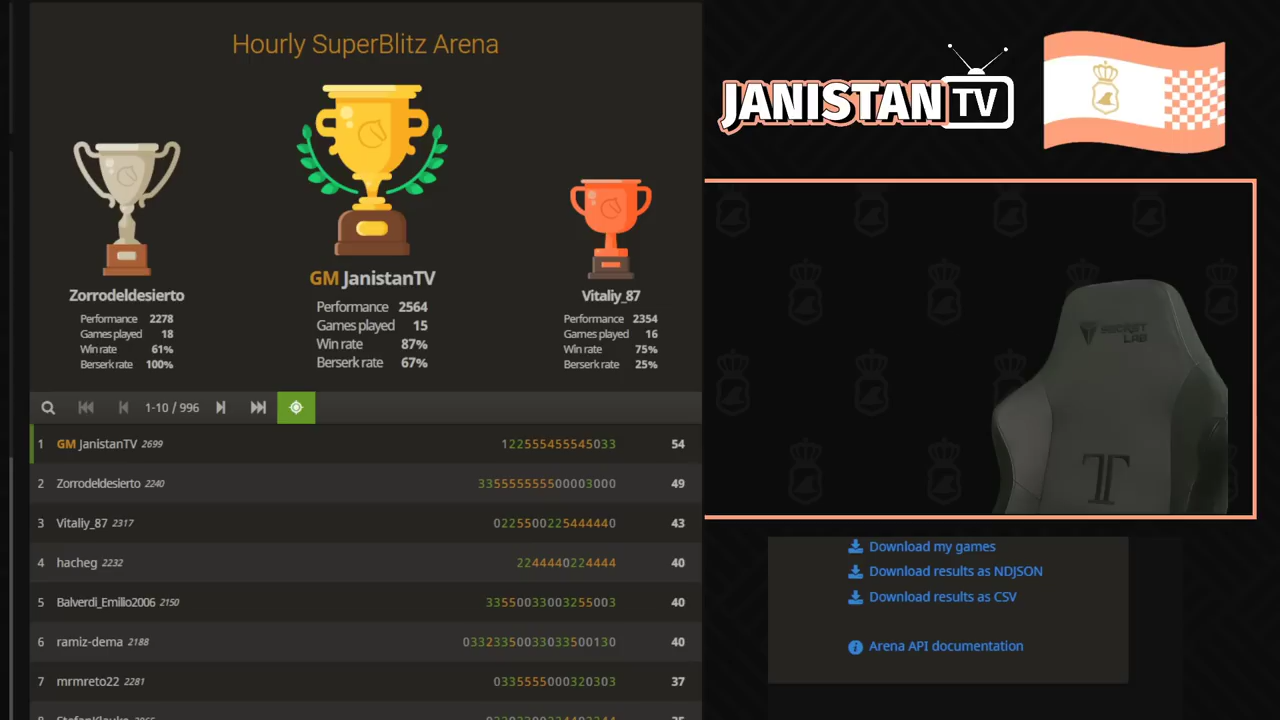 Hourly SuperBlitz Arena
Zorrodeldesierto
Performance 2278
Games played 18
Win rate 61%
Berserk rate 100%
GM JanistanTV
Performance 2564
Games played 15
Win rate 87%
Berserk rate 67%
Vitaliy_87
Performance 2354
Games played 16
Win rate 75%
Berserk rate 25%
1-10 / 996
1 GM JanistanTV 2699 122555455545033 54
2 Zorrodeldesierto 2240 335555555500003000 49
3 Vitaliy_87 2317 0225500225444440 43
4 hacheg 2232 2244440224444 40
5 Balverdi_Emilio2006 2150 33550033003255003 40
6 ramiz-dema 2188 03323350033033500130 40
7 mrmreto22 2281 0335555000320303 37
8
JANISTAN TV
SECRET
LAB
Download my games
Download results as NDJSON
Download results as CSV
Arena API documentation